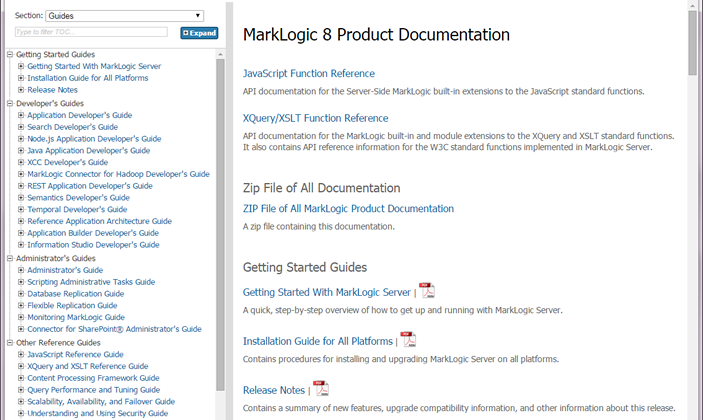 Section: Guides
Type to filter TOC...
Expand
Getting Started Guides
Getting Started With MarkLogic Server
Installation Guide for All Platforms
Release Notes
Developer's Guides
Application Developer's Guide
Search Developer's Guide
Node.js Application Developer's Guide
Java Application Developer's Guide
XCC Developer's Guide
MarkLogic Connector for Hadoop Developer's Guide
REST Application Developer's Guide
Semantics Developer's Guide
Temporal Developer's Guide
Reference Application Architecture Guide
Application Builder Developer's Guide
Information Studio Developer's Guide
Administrator's Guides
Administrator's Guide
Scripting Administrative Tasks Guide
Database Replication Guide
Flexible Replication Guide
Monitoring MarkLogic Guide
Connector for SharePoint® Administrator's Guide
Other Reference Guides
JavaScript Reference Guide
XQuery and XSLT Reference Guide
Content Processing Framework Guide
Query Performance and Tuning Guide
Scalability, Availability, and Failover Guide
Understanding and Using Security Guide
MarkLogic 8 Product Documentation
JavaScript Function Reference
API documentation for the Server-Side MarkLogic built-in extensions to the JavaScript standard functions.
XQuery/XSLT Function Reference
API documentation for the MarkLogic built-in and module extensions to the XQuery and XSLT standard functions.
It also contains API reference information for the W3C standard functions implemented in MarkLogic Server.
Zip File of All Documentation
ZIP File of All MarkLogic Product Documentation
A zip file containing this documentation.
Getting Started Guides
Getting Started With MarkLogic Server |
A quick, step-by-step overview of how to get up and running with MarkLogic Server.
Installation Guide for All Platforms |
Contains procedures for installing and upgrading MarkLogic Server on all platforms.
Release Notes |
Contains a summary of new features, upgrade compatibility information, and other information about this release.